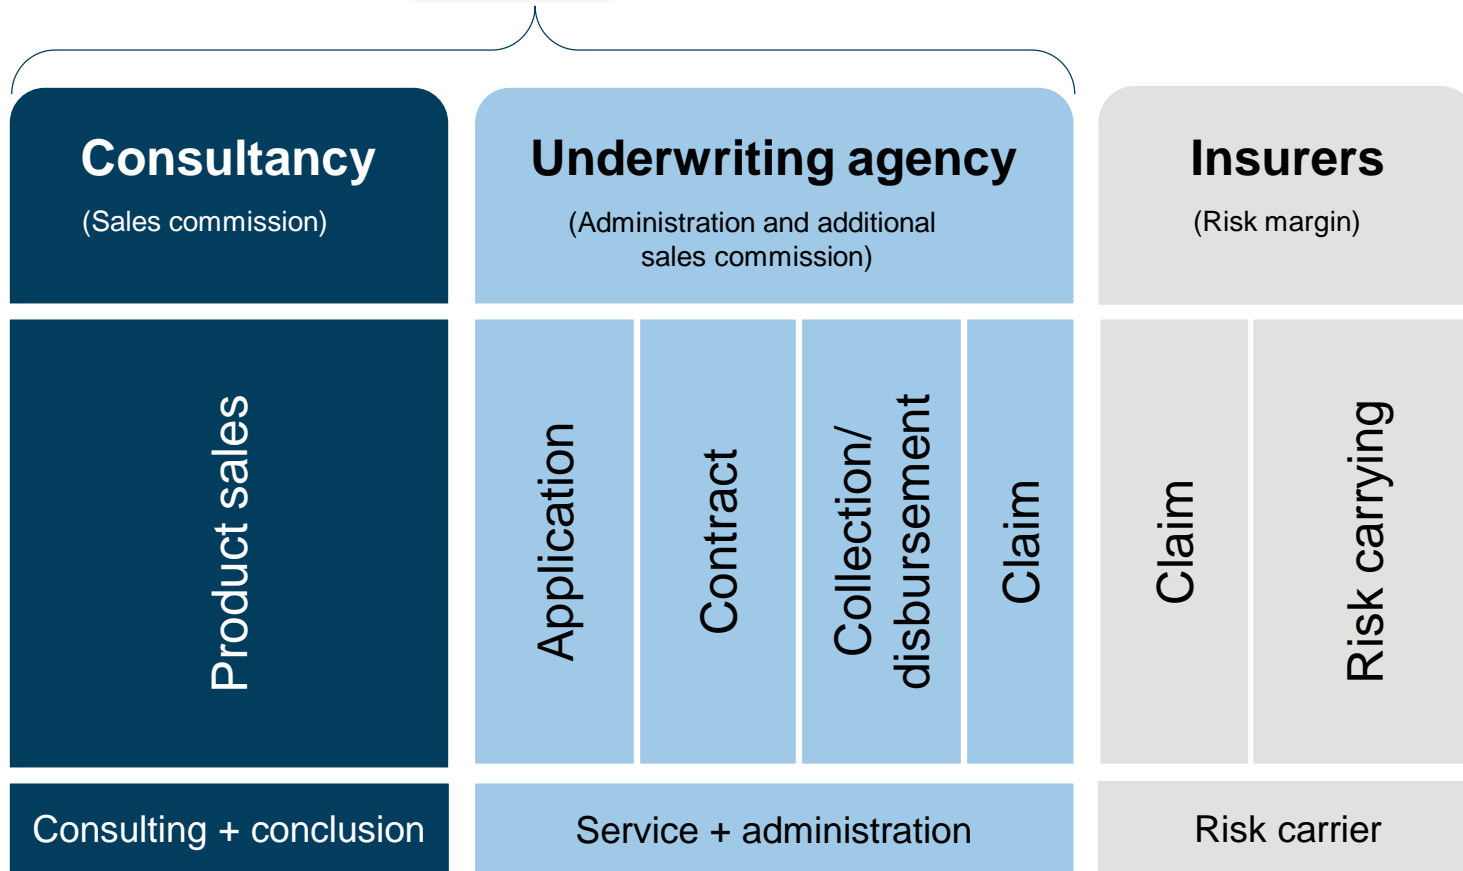 Consultancy
(Sales commission)
Underwriting agency
(Administration and additional
sales commission)
Insurers
(Risk margin)
Product sales
Application
Contract
Collection/
disbursement
Claim
Claim
Risk carrying
Consulting + conclusion
Service + administration
Risk carrier